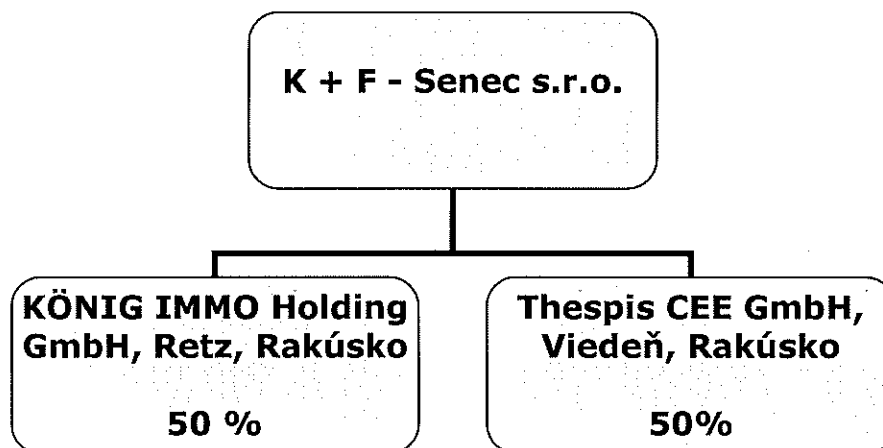 K + F - Senec s.r.o.
KÖNIG IMMO Holding
GmbH, Retz, Rakúsko
50 %
Thespis CEE GmbH,
Viedeň, Rakúsko
50%